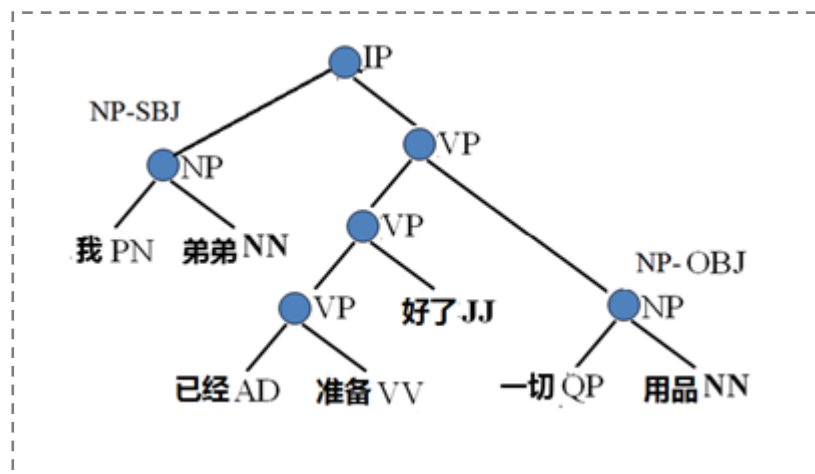 IP
NP-SBJ
VP
NP
VP
我 PN 弟弟 NN
NP- OBJ
VP
好了 JJ
NP
已经 AD 准备 VV 一切 QP 用品 NN